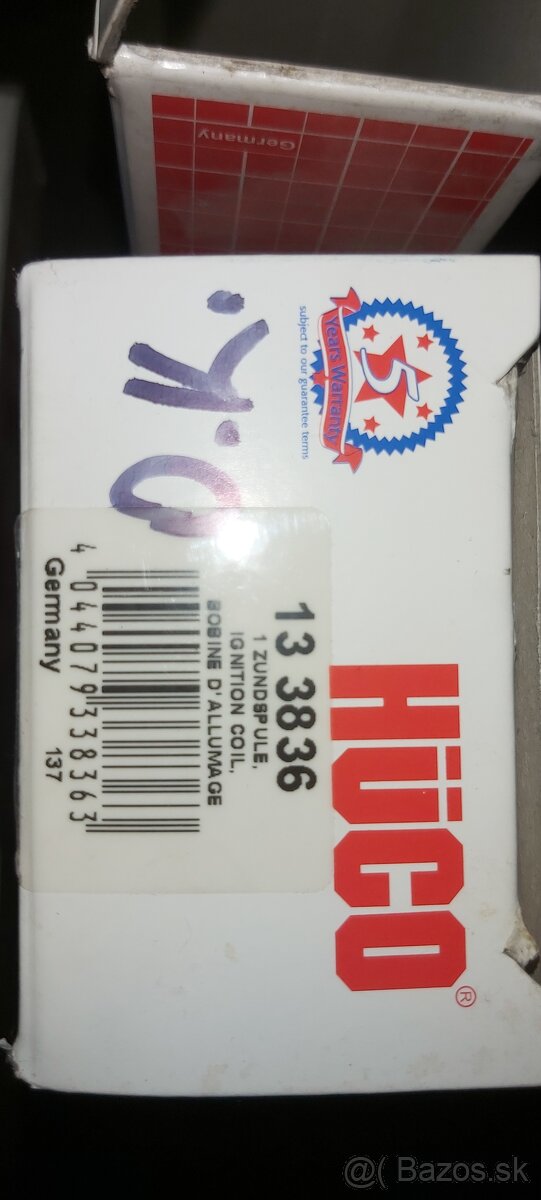 Germany
5
Years Warranty
subject to our guarantee terms
O.K.
HÜCO®
13 3836
1 ZUNDSPULE,
IGNITION COIL,
BOBINE D'ALLUMAGE
4 044079 338363
Germany 137
@( Bazos.sk